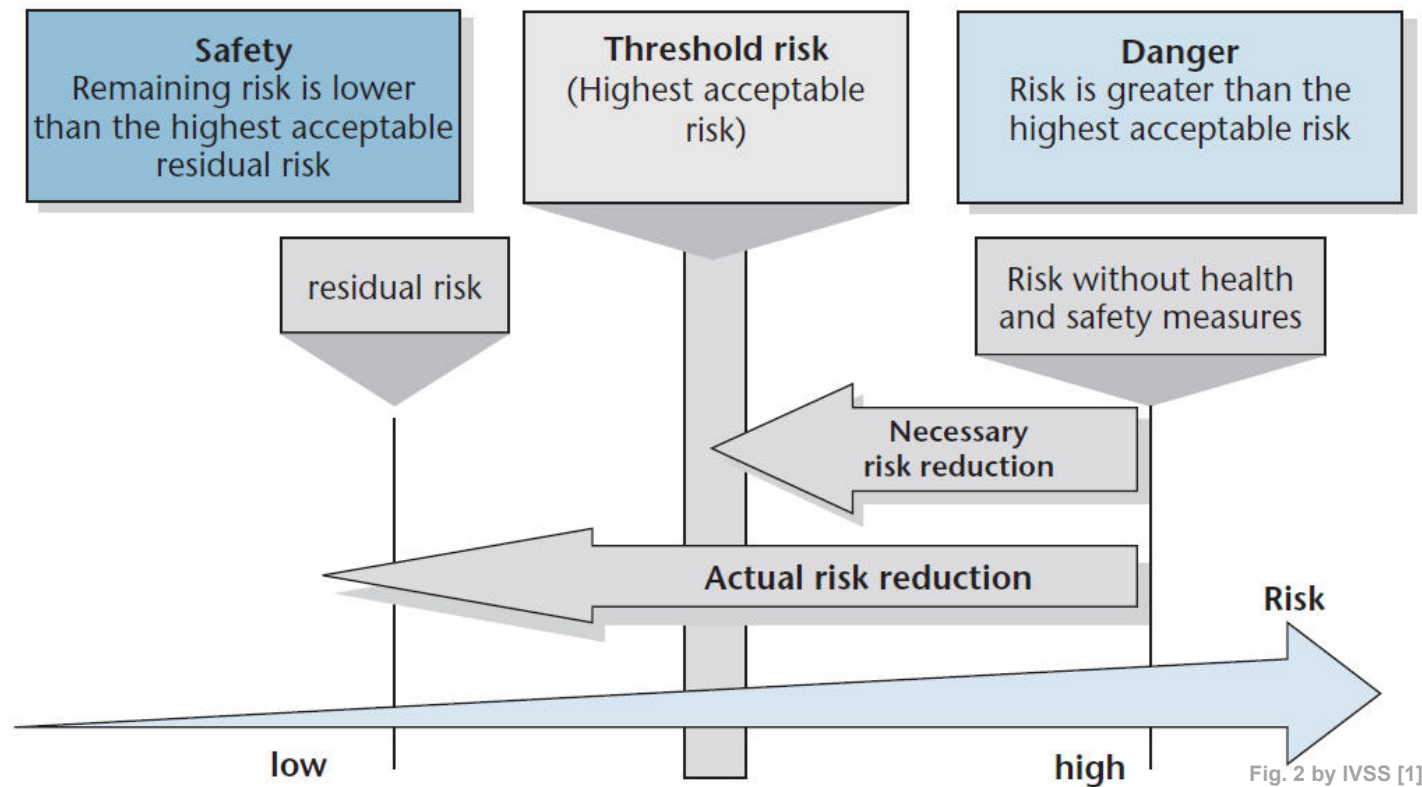 Safety
Remaining risk is lower
than the highest acceptable
residual risk
Threshold risk
(Highest acceptable
risk)
Danger
Risk is greater than the
highest acceptable risk
residual risk
Risk without health
and safety measures
Necessary
risk reduction
Actual risk reduction
Risk
low
high
Fig. 2 by IVSS [1]